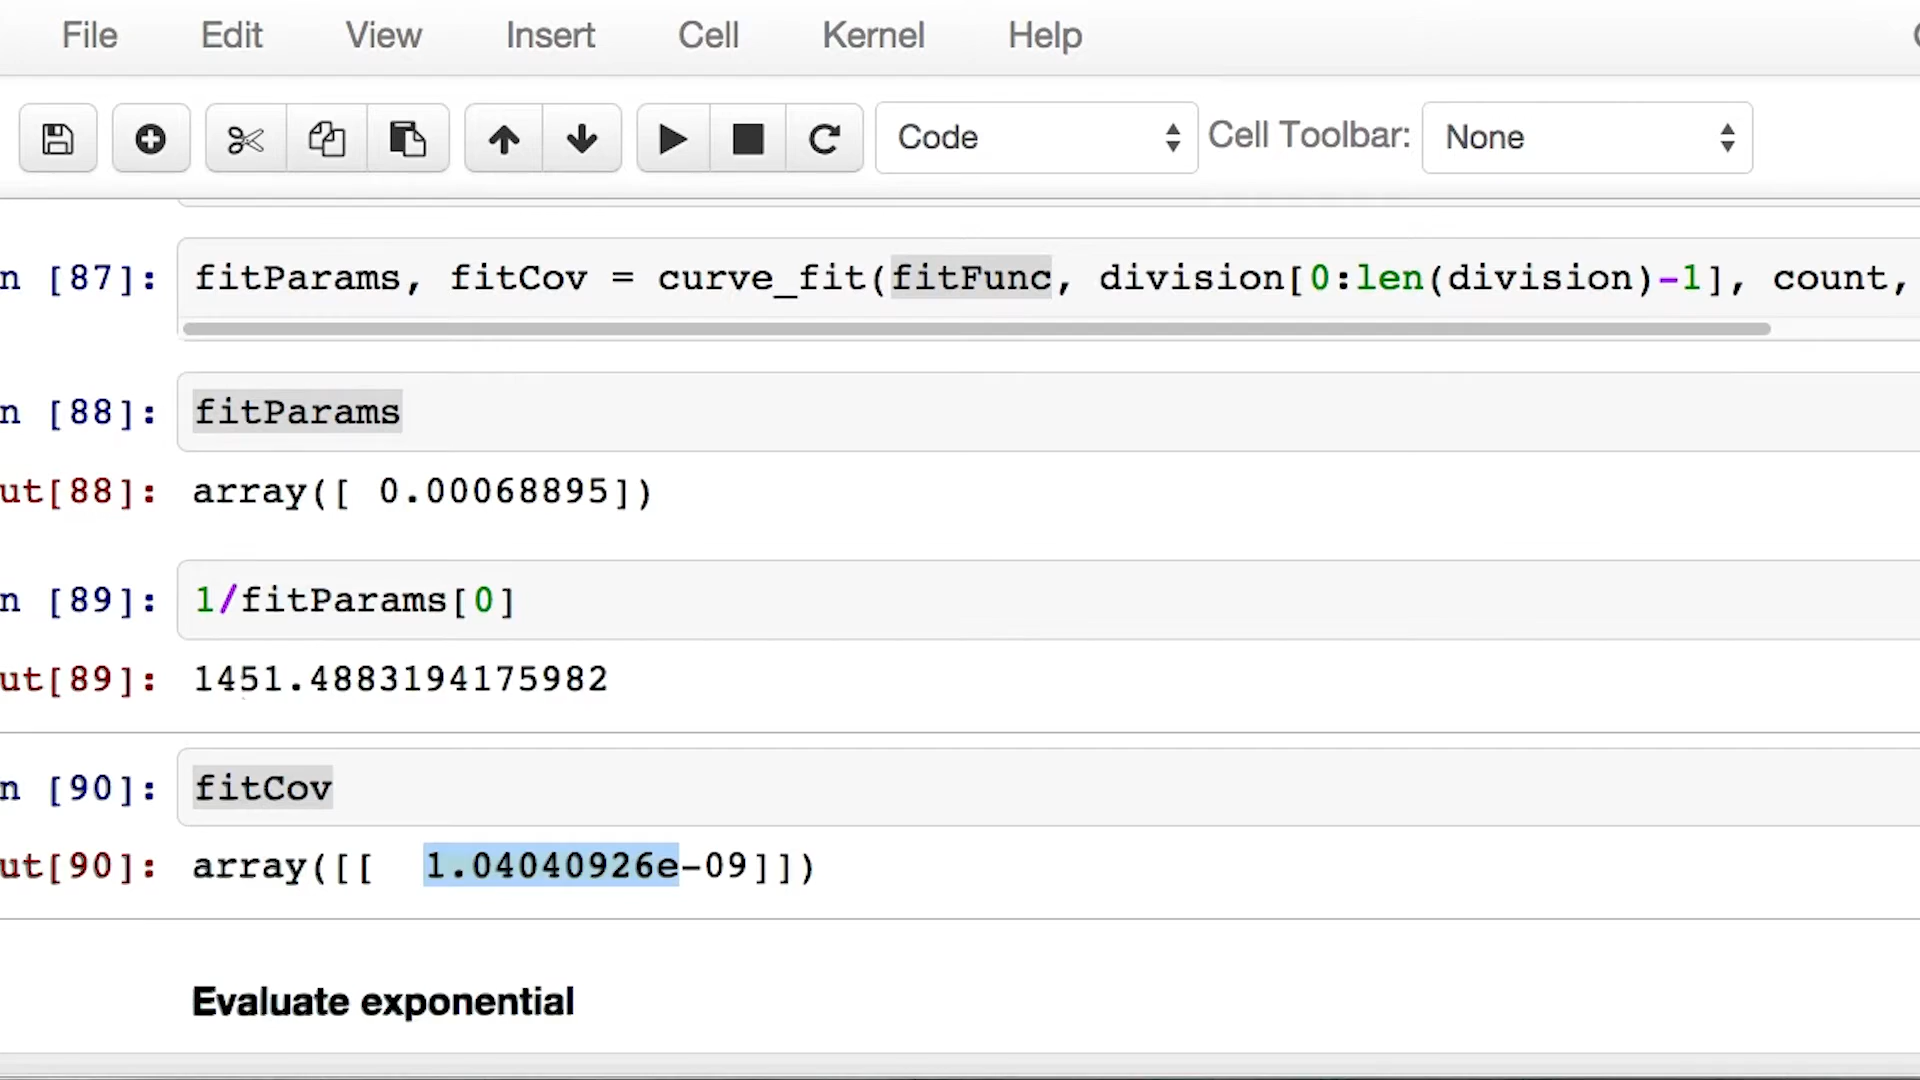 File Edit View Insert Cell Kernel Help
Code Cell Toolbar: None
n [87]: fitParams, fitCov = curve_fit(fitFunc, division[0:len(division)-1], count,
n [88]: fitParams
ut[88]: array([ 0.00068895])
n [89]: 1/fitParams[0]
ut[89]: 1451.4883194175982
n [90]: fitCov
ut[90]: array([[ 1.04040926e-09]])
Evaluate exponential